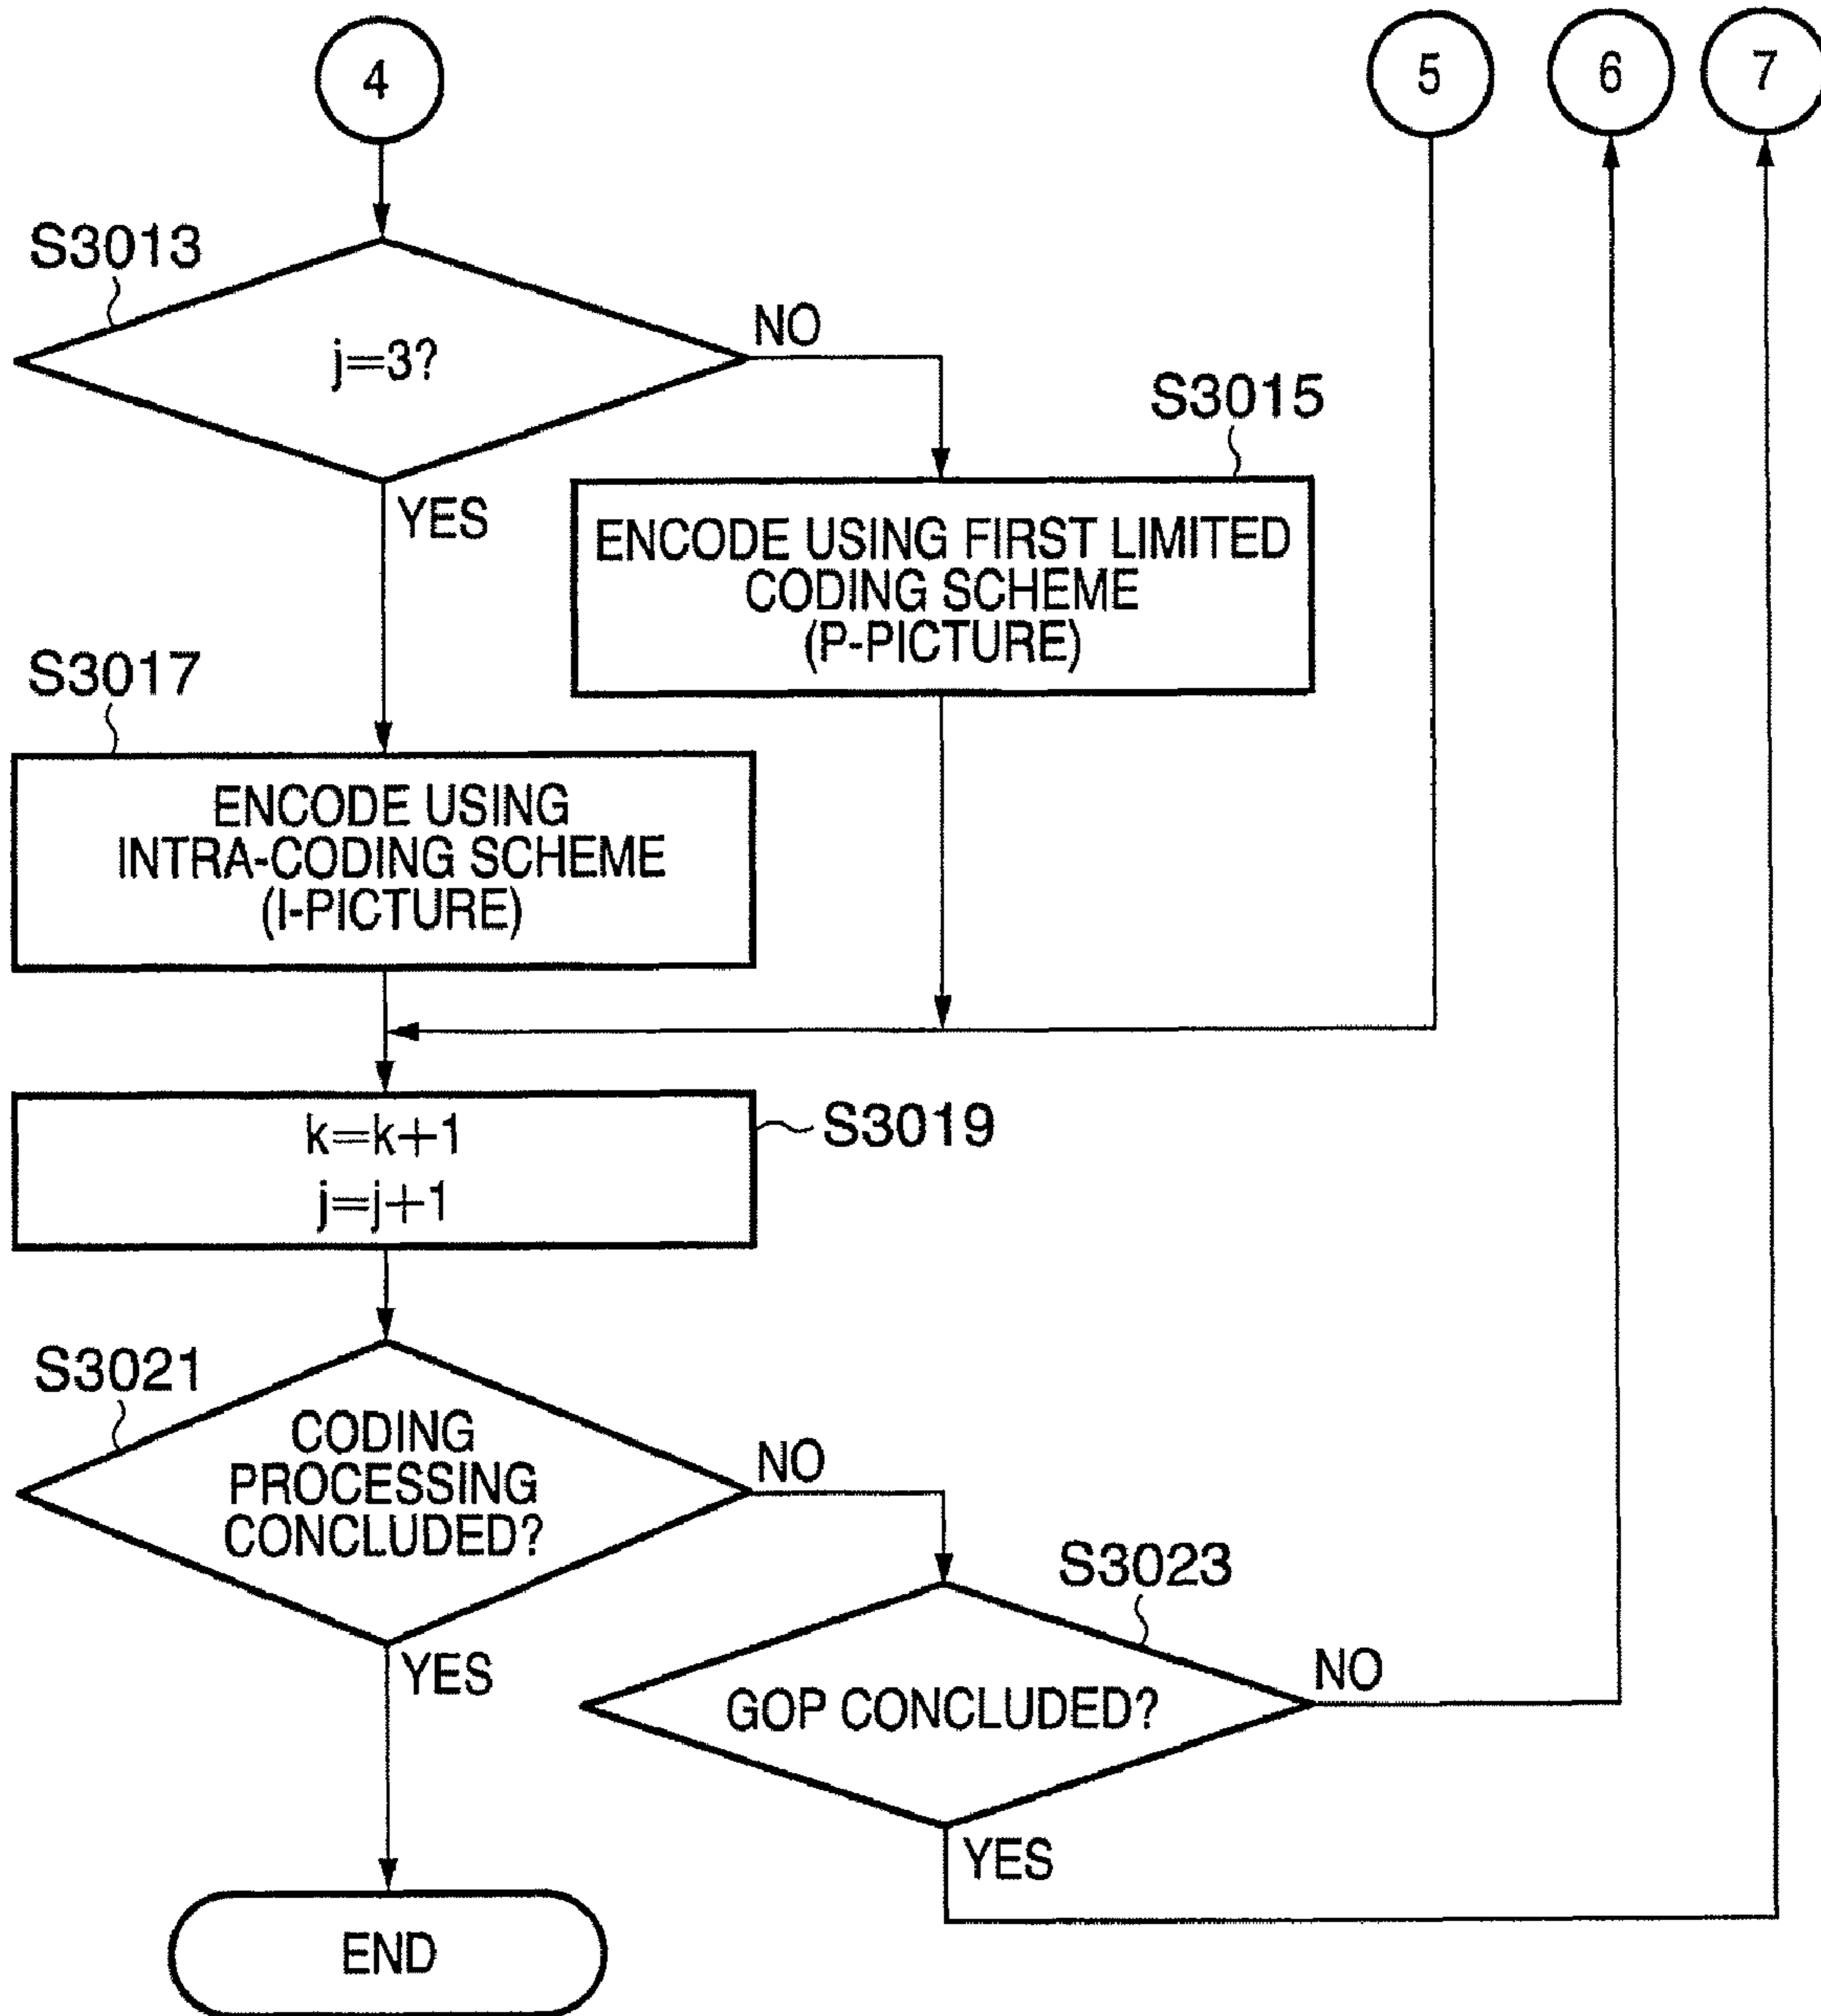 4
5
6
7
S3013
j=3?
NO
YES
S3015
ENCODE USING FIRST LIMITED
CODING SCHEME
(P-PICTURE)
S3017
ENCODE USING
INTRA-CODING SCHEME
(I-PICTURE)
k=k+1
j=j+1
S3019
S3021
CODING
PROCESSING
CONCLUDED?
NO
YES
S3023
GOP CONCLUDED?
NO
YES
END